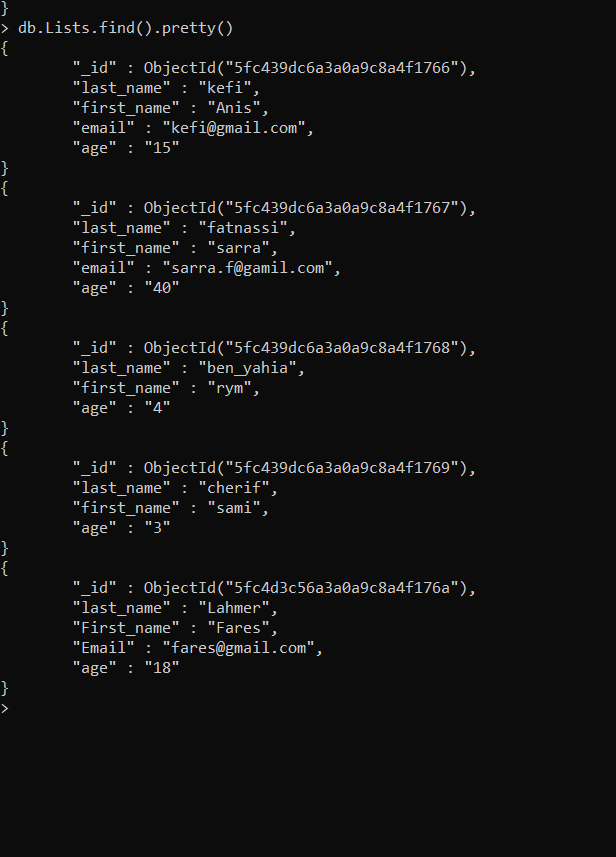 }
> db.Lists.find().pretty()
{
        "_id" : ObjectId("5fc439dc6a3a0a9c8a4f1766"),
        "last_name" : "kefi",
        "first_name" : "Anis",
        "email" : "kefi@gmail.com",
        "age" : "15"
}
{
        "_id" : ObjectId("5fc439dc6a3a0a9c8a4f1767"),
        "last_name" : "fatnassi",
        "first_name" : "sarra",
        "email" : "sarra.f@gamil.com",
        "age" : "40"
}
{
        "_id" : ObjectId("5fc439dc6a3a0a9c8a4f1768"),
        "last_name" : "ben_yahia",
        "first_name" : "rym",
        "age" : "4"
}
{
        "_id" : ObjectId("5fc439dc6a3a0a9c8a4f1769"),
        "last_name" : "cherif",
        "first_name" : "sami",
        "age" : "3"
}
{
        "_id" : ObjectId("5fc4d3c56a3a0a9c8a4f176a"),
        "last_name" : "Lahmer",
        "First_name" : "Fares",
        "Email" : "fares@gmail.com",
        "age" : "18"
}
>